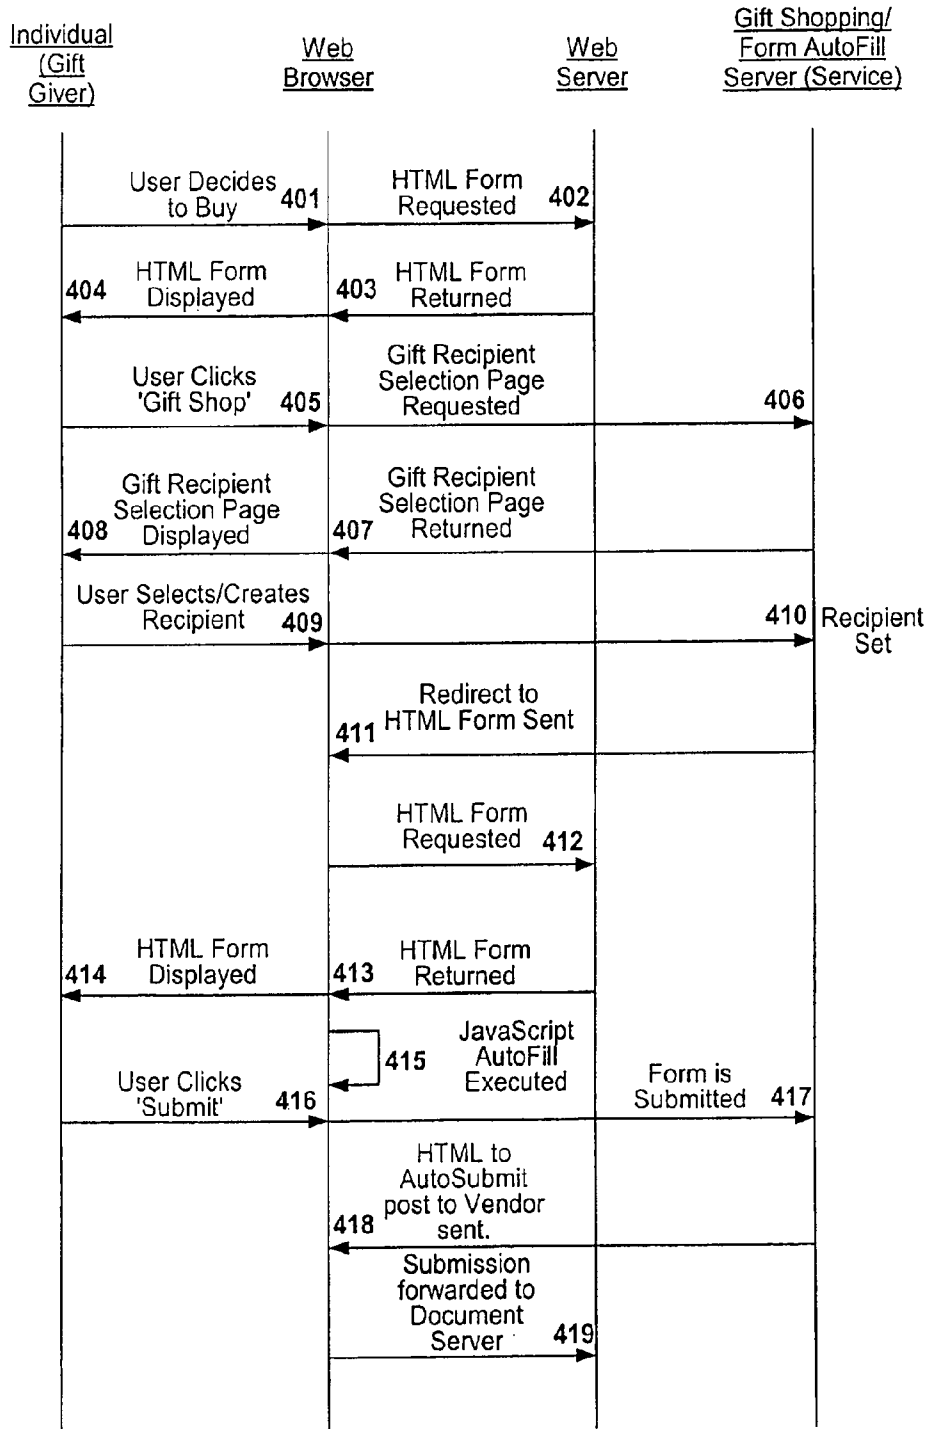 Individual
(Gift
Giver)
Web
Browser
Web
Server
Gift Shopping/
Form AutoFill
Server (Service)
User Decides
to Buy
401
HTML Form
Requested
402
404
HTML Form
Displayed
403
HTML Form
Returned
User Clicks
'Gift Shop'
405
Gift Recipient
Selection Page
Requested
406
408
Gift Recipient
Selection Page
Displayed
407
Gift Recipient
Selection Page
Returned
User Selects/Creates
Recipient
409
410
Recipient
Set
411
Redirect to
HTML Form Sent
HTML Form
Requested
412
414
HTML Form
Displayed
413
HTML Form
Returned
415
JavaScript
AutoFill
Executed
User Clicks
'Submit'
416
Form is
Submitted
417
418
HTML to
AutoSubmit
post to Vendor
sent.
Submission
forwarded to
Document
Server
419